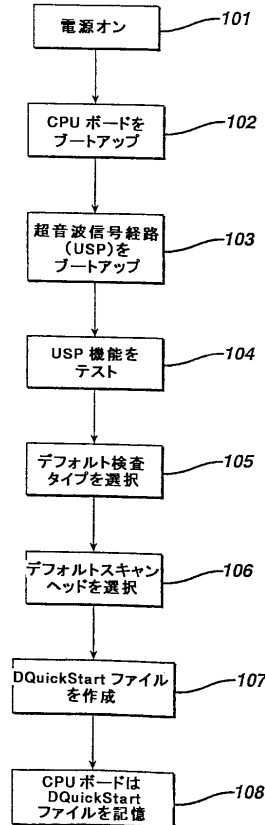 電源オン
101
CPU ボードを
ブートアップ
102
超音波信号経路
(USP)を
ブートアップ
103
USP 機能を
テスト
104
デフォルト検査
タイプを選択
105
デフォルトスキャン
ヘッドを選択
106
DQuickStart ファイル
を作成
107
CPU ボードは
DQuickStart
ファイルを記憶
108